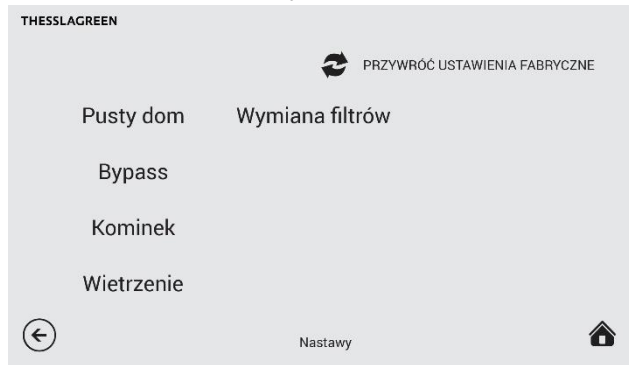 THESSLAGREEN
PRZYWRÓĆ USTAWIENIA FABRYCZNE
Pusty dom Wymiana filtrów
Bypass
Kominek
Wietrzenie
Nastawy